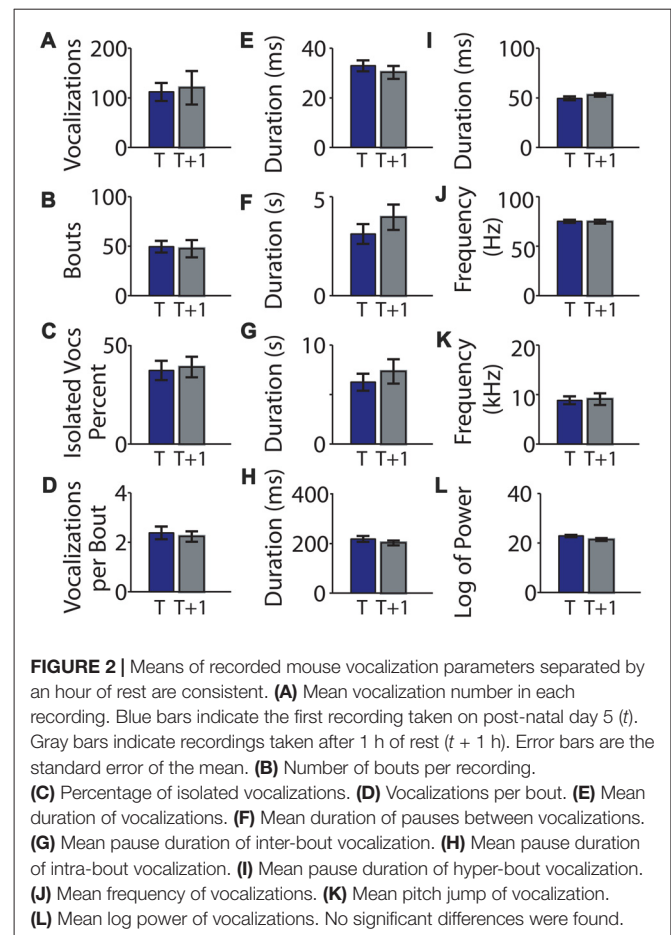 A
Vocalizations
200
100
0
T T+1
E
Duration (ms)
40
20
0
T T+1
I
Duration (ms)
100
50
0
T T+1
B
Bouts
100
50
0
T T+1
F
Duration (s)
5
0
T T+1
J
Frequency
(Hz)
100
50
0
T T+1
C
Isolated Vocs
Percent
50
0
T T+1
G
Duration (s)
10
0
T T+1
K
Frequency
(kHz)
20
10
0
T T+1
D
Vocalizations
per Bout
4
2
0
T T+1
H
Duration (ms)
400
200
0
T T+1
L
Log of Power
40
20
0
T T+1
FIGURE 2 | Means of recorded mouse vocalization parameters separated by
an hour of rest are consistent. (A) Mean vocalization number in each
recording. Blue bars indicate the first recording taken on post-natal day 5 (t).
Gray bars indicate recordings taken after 1 h of rest (t + 1 h). Error bars are the
standard error of the mean. (B) Number of bouts per recording.
(C) Percentage of isolated vocalizations. (D) Vocalizations per bout. (E) Mean
duration of vocalizations. (F) Mean duration of pauses between vocalizations.
(G) Mean pause duration of inter-bout vocalization. (H) Mean pause duration
of intra-bout vocalization. (I) Mean pause duration of hyper-bout vocalization.
(J) Mean frequency of vocalizations. (K) Mean pitch jump of vocalization.
(L) Mean log power of vocalizations. No significant differences were found.